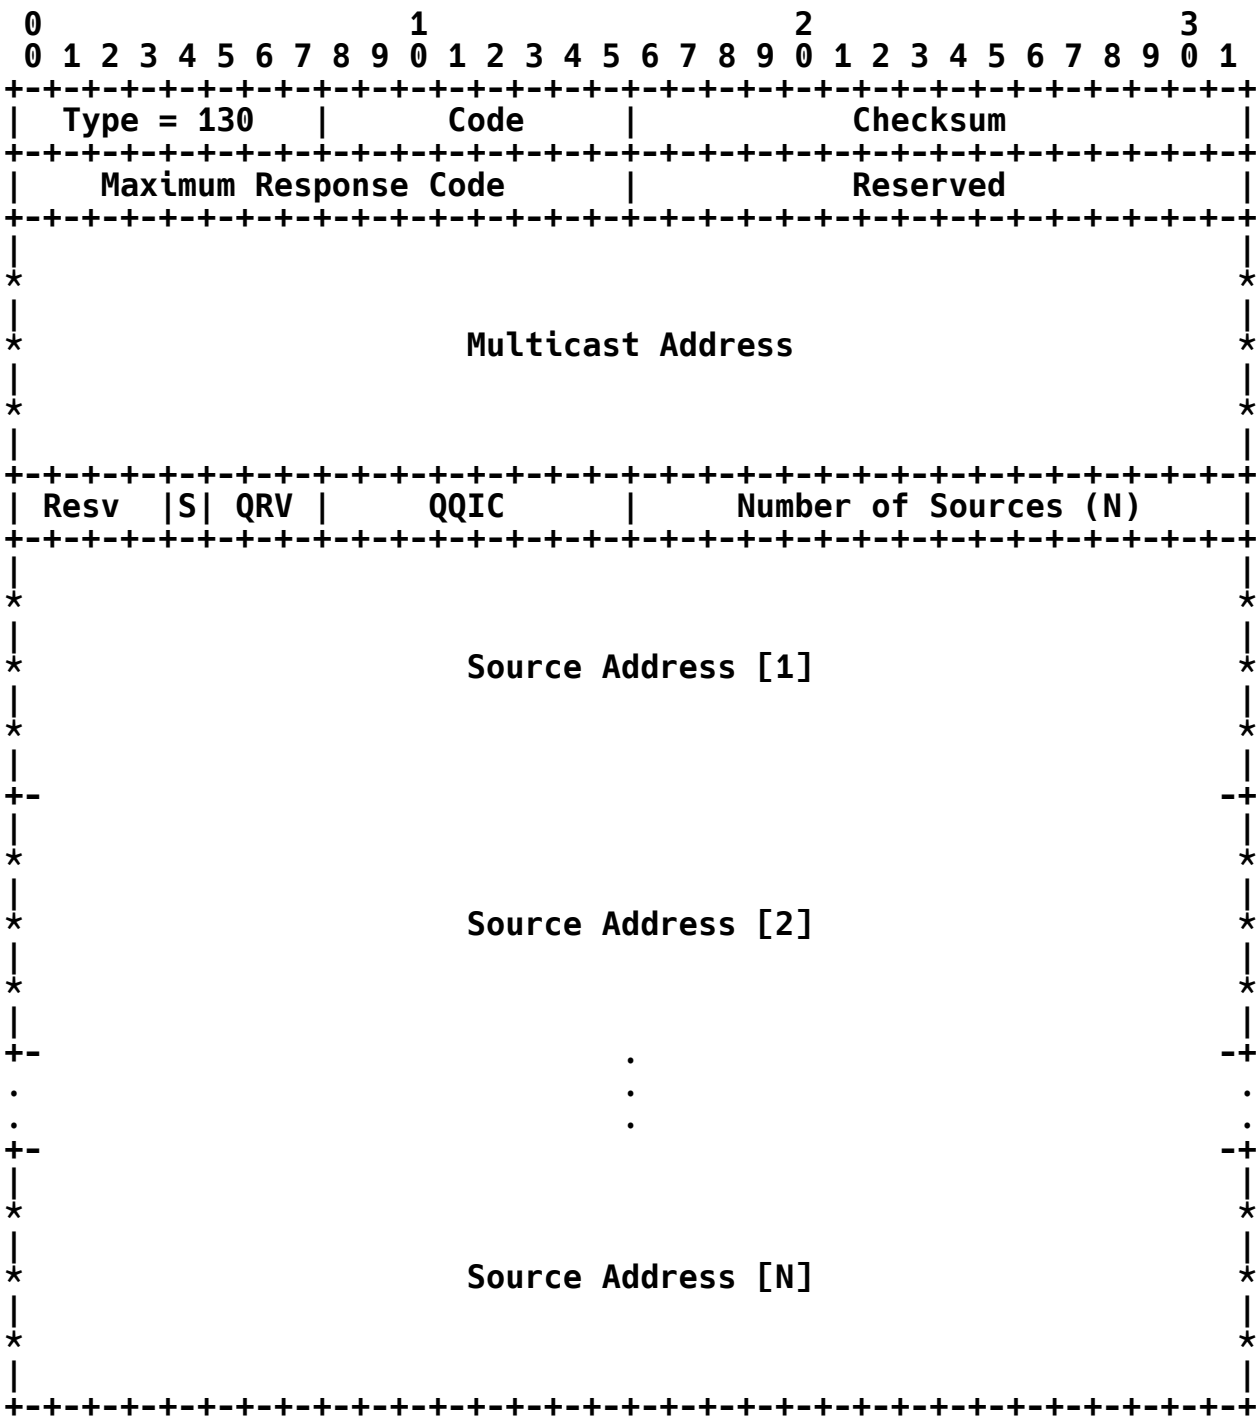 0                   1                   2                   3
 0 1 2 3 4 5 6 7 8 9 0 1 2 3 4 5 6 7 8 9 0 1 2 3 4 5 6 7 8 9 0 1
+-+-+-+-+-+-+-+-+-+-+-+-+-+-+-+-+-+-+-+-+-+-+-+-+-+-+-+-+-+-+-+-+
|  Type = 130   |      Code     |           Checksum            |
+-+-+-+-+-+-+-+-+-+-+-+-+-+-+-+-+-+-+-+-+-+-+-+-+-+-+-+-+-+-+-+-+
|    Maximum Response Code      |           Reserved            |
+-+-+-+-+-+-+-+-+-+-+-+-+-+-+-+-+-+-+-+-+-+-+-+-+-+-+-+-+-+-+-+-+
|                                                               |
*                                                               *
|                                                               |
*                       Multicast Address                       *
|                                                               |
*                                                               *
|                                                               |
+-+-+-+-+-+-+-+-+-+-+-+-+-+-+-+-+-+-+-+-+-+-+-+-+-+-+-+-+-+-+-+-+
| Resv  |S| QRV |     QQIC      |     Number of Sources (N)     |
+-+-+-+-+-+-+-+-+-+-+-+-+-+-+-+-+-+-+-+-+-+-+-+-+-+-+-+-+-+-+-+-+
|                                                               |
*                                                               *
|                                                               |
*                       Source Address [1]                      *
|                                                               |
*                                                               *
|                                                               |
+-                                                             -+
|                                                               |
*                                                               *
|                                                               |
*                       Source Address [2]                      *
|                                                               |
*                                                               *
|                                                               |
+-                              .                              -+
.                               .                               .
.                               .                               .
+-                                                             -+
|                                                               |
*                                                               *
|                                                               |
*                       Source Address [N]                      *
|                                                               |
*                                                               *
|                                                               |
+-+-+-+-+-+-+-+-+-+-+-+-+-+-+-+-+-+-+-+-+-+-+-+-+-+-+-+-+-+-+-+-+